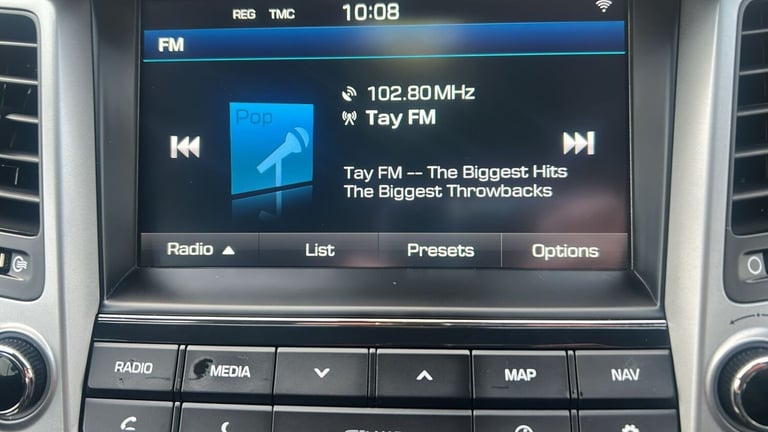 REG TMC 10:08
FM
102.80MHz
Pop
Tay FM
Tay FM -- The Biggest Hits
The Biggest Throwbacks
Radio List Presets Options
RADIO MEDIA MAP NAV